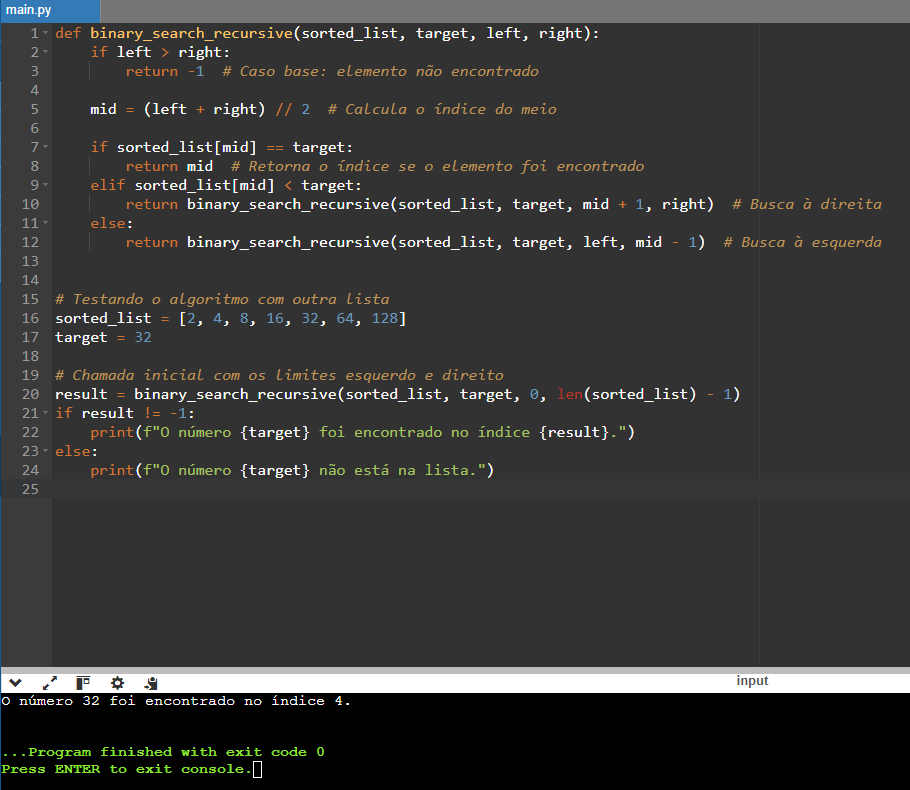 main.py
1 def binary_search_recursive(sorted_list, target, left, right):
2     if left > right:
3         return -1  # Caso base: elemento não encontrado
4
5     mid = (left + right) // 2  # Calcula o índice do meio
6
7     if sorted_list[mid] == target:
8         return mid  # Retorna o índice se o elemento foi encontrado
9     elif sorted_list[mid] < target:
10         return binary_search_recursive(sorted_list, target, mid + 1, right)  # Busca à direita
11     else:
12         return binary_search_recursive(sorted_list, target, left, mid - 1)  # Busca à esquerda
13
14
15 # Testando o algoritmo com outra lista
16 sorted_list = [2, 4, 8, 16, 32, 64, 128]
17 target = 32
18
19 # Chamada inicial com os limites esquerdo e direito
20 result = binary_search_recursive(sorted_list, target, 0, len(sorted_list) - 1)
21 if result != -1:
22     print(f"O número {target} foi encontrado no índice {result}.")
23 else:
24     print(f"O número {target} não está na lista.")
25
input
O número 32 foi encontrado no índice 4.
...Program finished with exit code 0
Press ENTER to exit console.